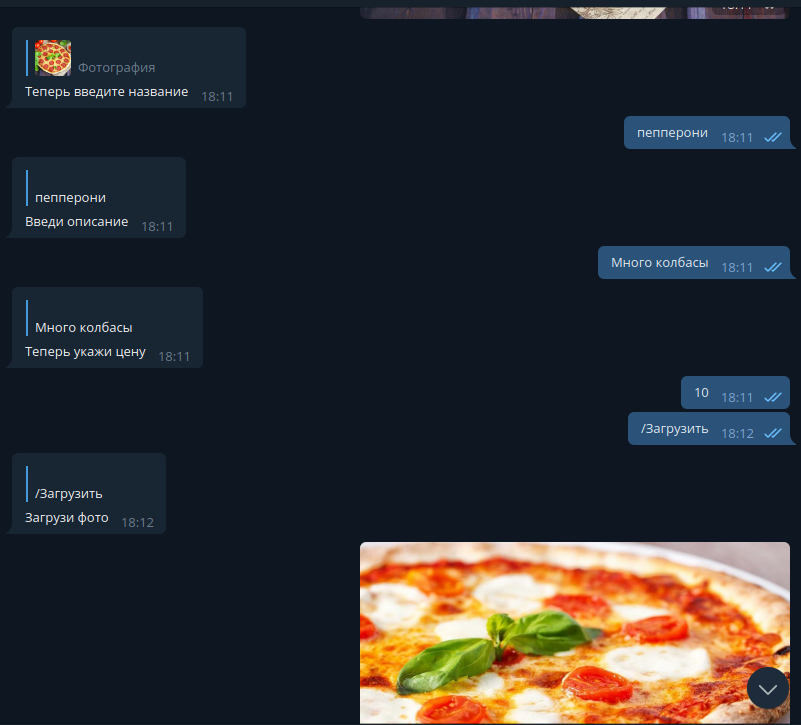 Фотография
Теперь введите название 18:11
пепперони 18:11
пепперони
Введи описание 18:11
Много колбасы 18:11
Много колбасы
Теперь укажи цену 18:11
10 18:11
/Загрузить 18:12
/Загрузить
Загрузи фото 18:12